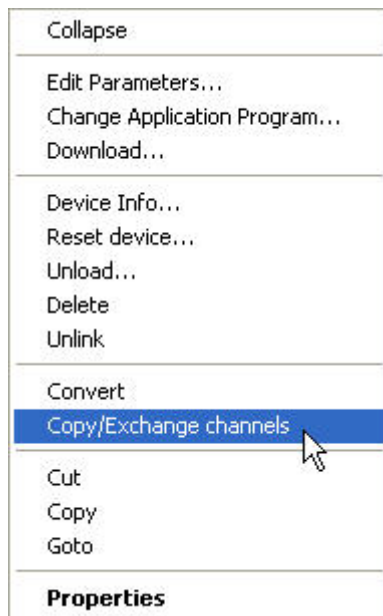 Collapse
Edit Parameters...
Change Application Program...
Download...
Device Info...
Reset device...
Unload...
Delete
Unlink
Convert
Copy/Exchange channels
Cut
Copy
Goto
Properties